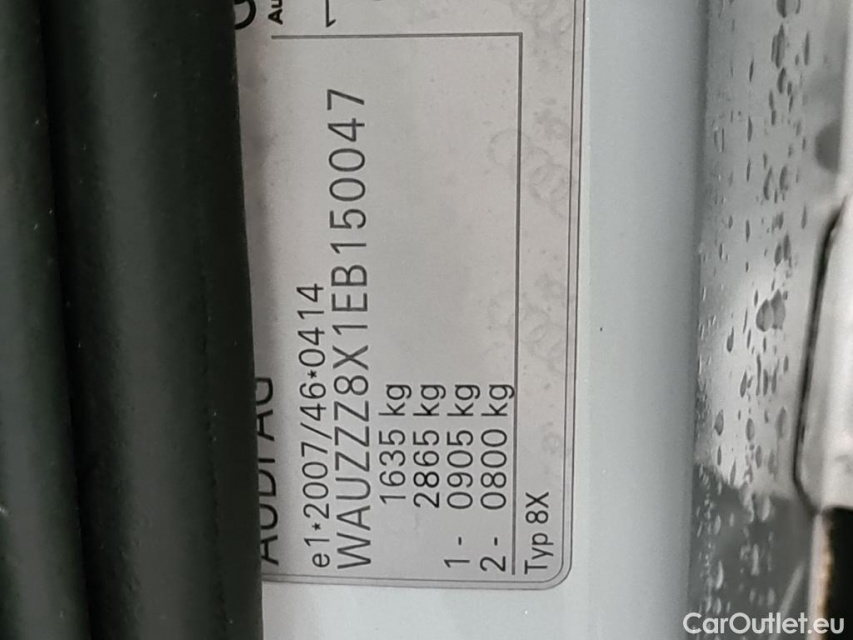 AUDI AG
e1*2007/46*0414
WAUZZZ8X1EB150047
1635 kg
2865 kg
1 - 0905 kg
2 - 0800 kg
Typ 8X
CarOutlet.eu